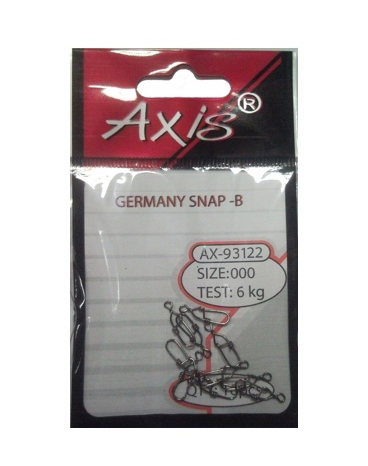 Axis®
GERMANY SNAP -B
AX-93122
SIZE:000
TEST: 6 kg